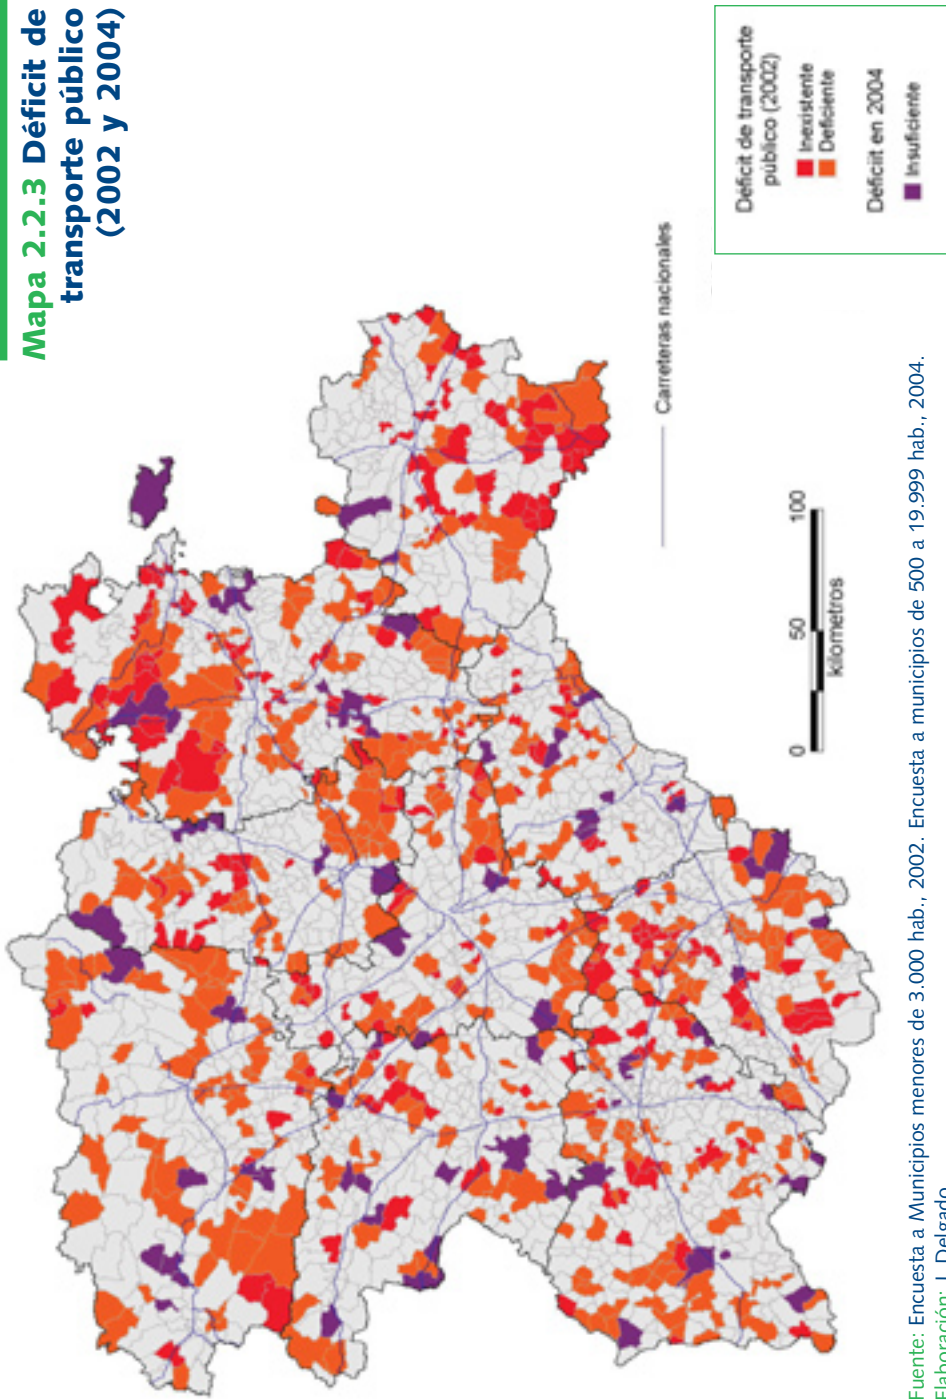 Mapa 2.2.3 Déficit de
transporte público
(2002 y 2004)
Déficit de transporte
público (2002)
Inexistente
Deficiente
Déficiit en 2004
Insuficiente
Carreteras nacionales
0 50 100
kilometros
Fuente: Encuesta a Municipios menores de 3.000 hab., 2002. Encuesta a municipios de 500 a 19.999 hab., 2004.
Elaboración: J. Delgado